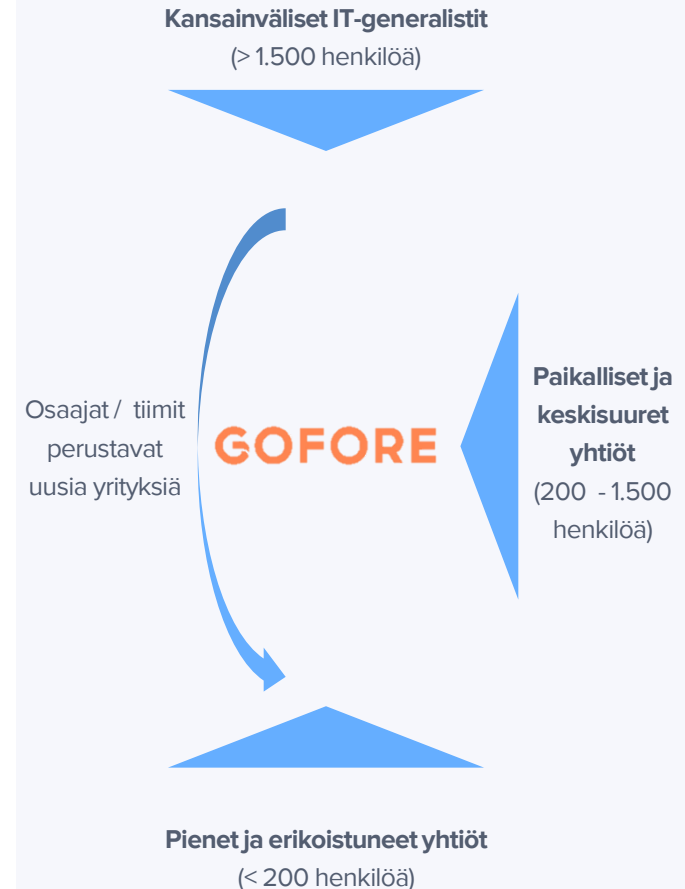 Kansainväliset IT-generalistit
(> 1.500 henkilöä)
Osaajat / tiimit
perustavat
uusia yrityksiä
GOFORE
Paikalliset ja
keskisuuret
yhtiöt
(200 - 1.500
henkilöä)
Pienet ja erikoistuneet yhtiöt
(< 200 henkilöä)